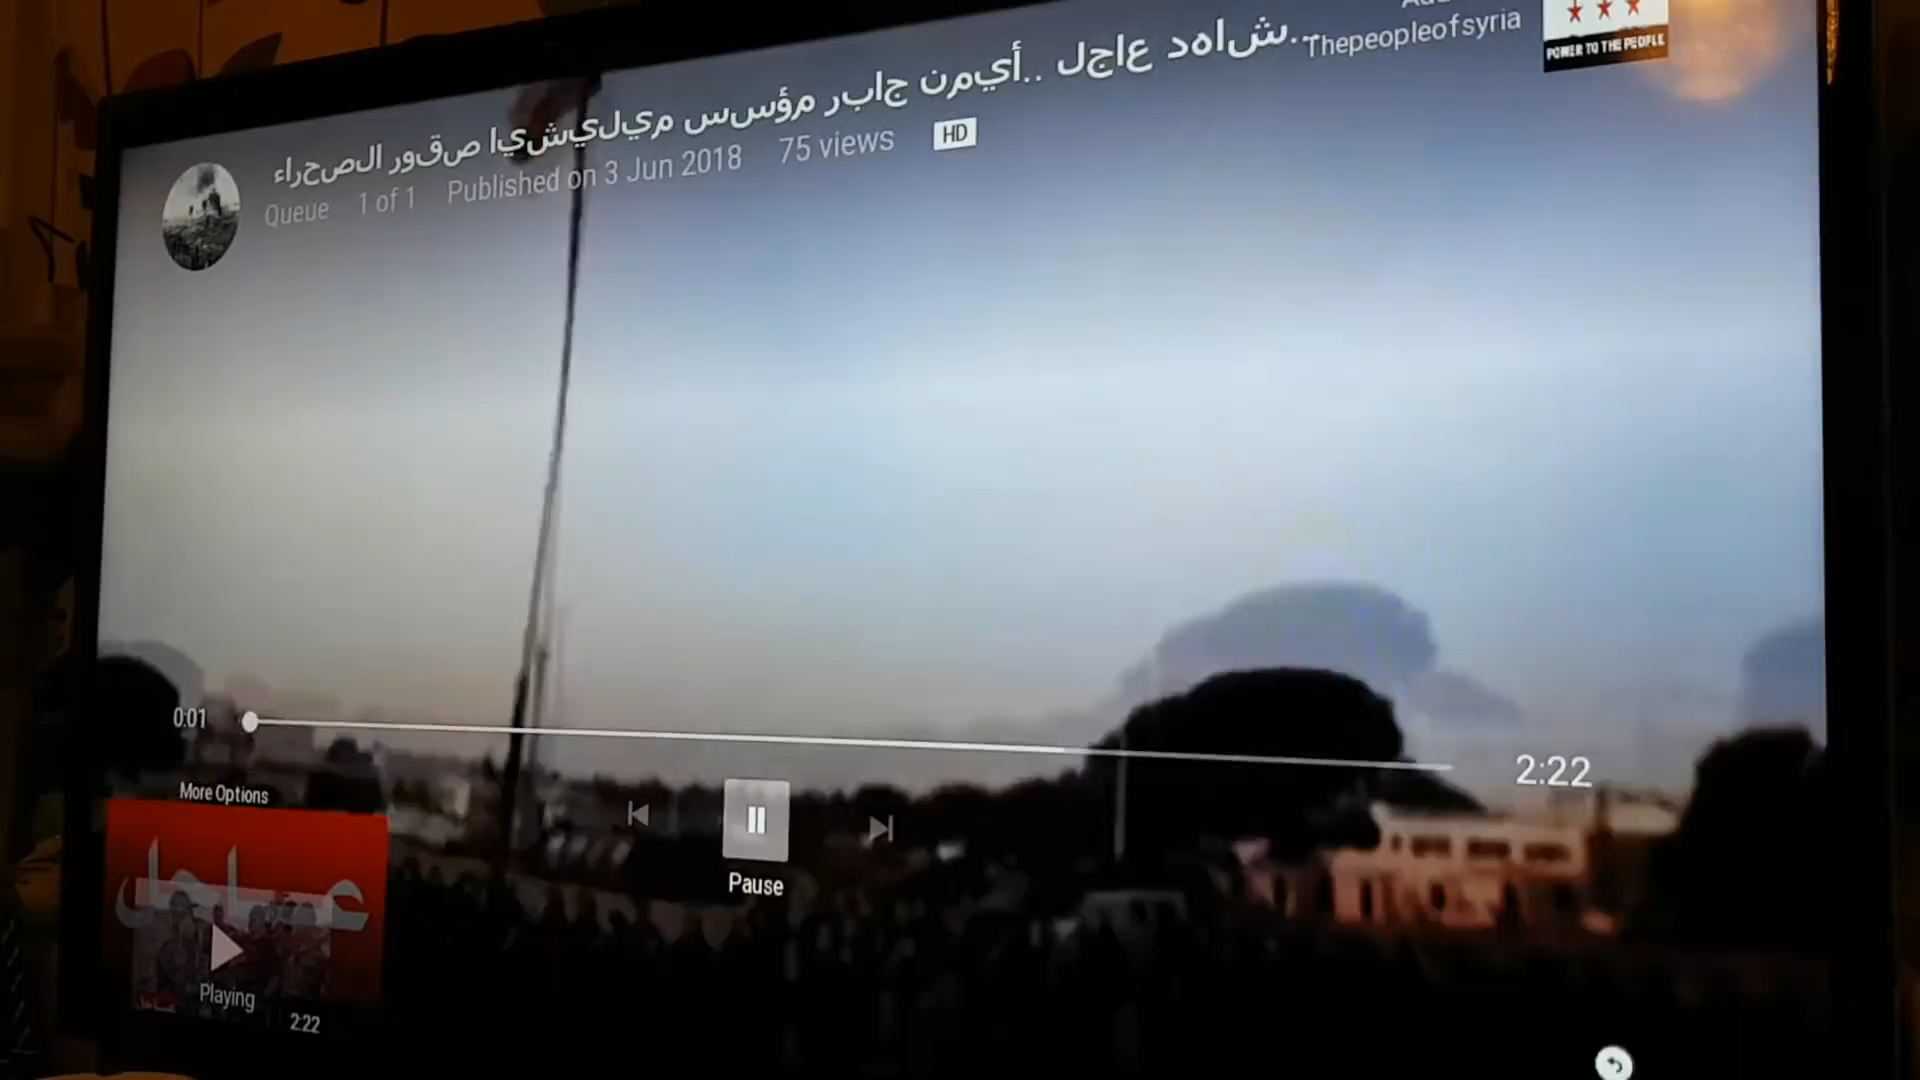 ...شاهد عاجل ..أيمن جابر مؤسس ميليشيا صقور الصحراء
Thepeopleofsyria
POWER TO THE PEOPLE
Queue 1 of 1 Published on 3 Jun 2018 75 views HD
0:01
2:22
More Options
Pause
عاجل
Playing
2:22